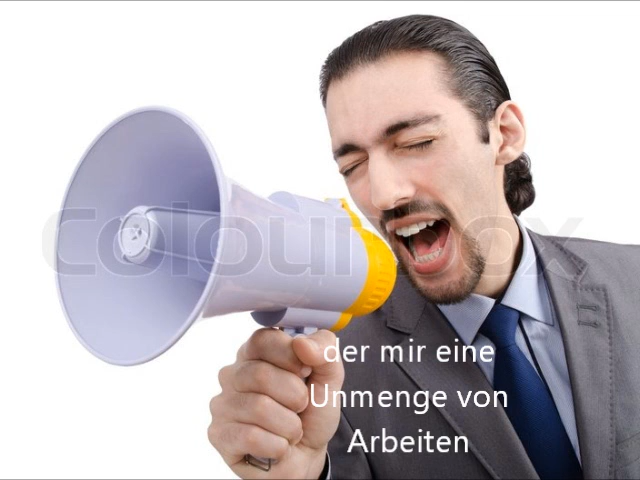 Colourbox
der mir eine
Unmenge von
Arbeiten